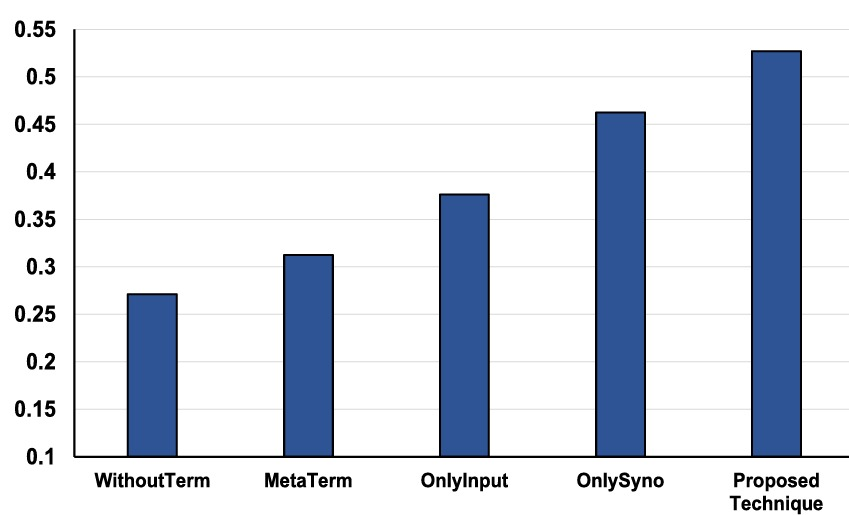 0.55
0.5
0.45
0.4
0.35
0.3
0.25
0.2
0.15
0.1
WithoutTerm
MetaTerm
OnlyInput
OnlySyno
Proposed
Technique